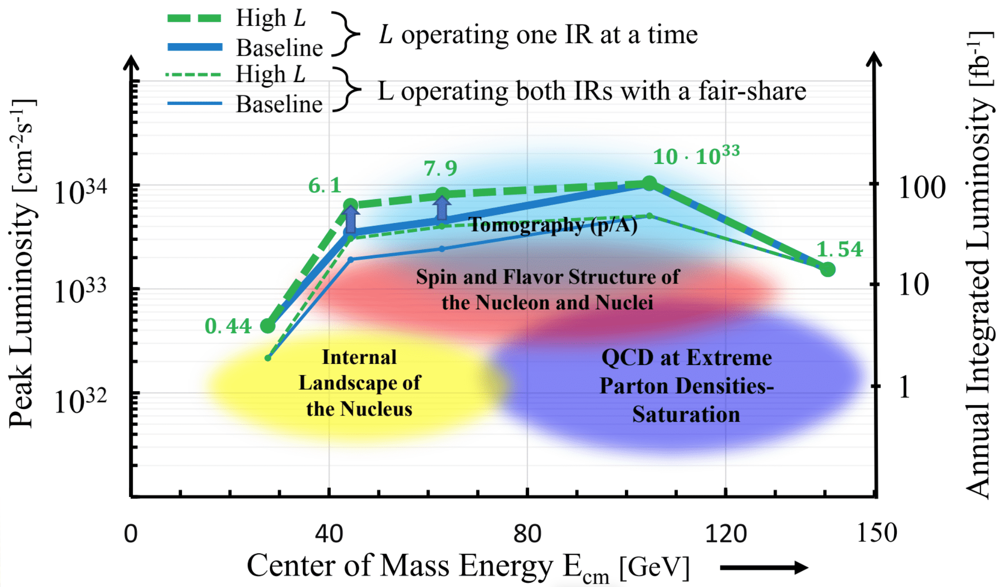 High L
Baseline
L operating one IR at a time
High L
Baseline
L operating both IRs with a fair-share
Peak Luminosity [cm⁻²s⁻¹]
10³⁴
10³³
10³²
Annual Integrated Luminosity [fb⁻¹]
100
10
1
0.44
6.1
7.9
10 · 10³³
1.54
Tomography (p/A)
Spin and Flavor Structure of
the Nucleon and Nuclei
Internal
Landscape of
the Nucleus
QCD at Extreme
Parton Densities-
Saturation
0 40 80 120 150
Center of Mass Energy E_cm [GeV]